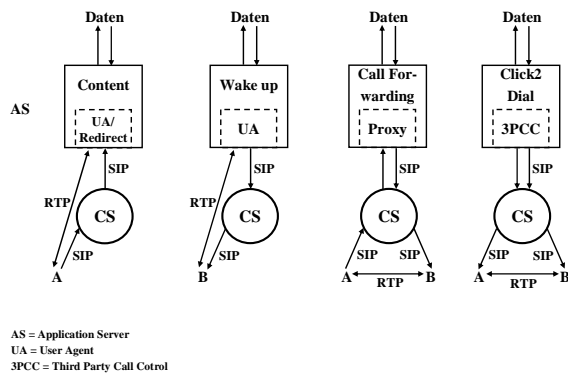 Daten Daten Daten Daten
Content Wake up Call For- Click2
warding Dial
AS
UA/ UA Proxy 3PCC
Redirect
SIP SIP SIP SIP
RTP RTP
CS CS CS CS
SIP SIP SIP SIP SIP SIP
A B A RTP B A RTP B
AS = Application Server
UA = User Agent
3PCC = Third Party Call Cotrol